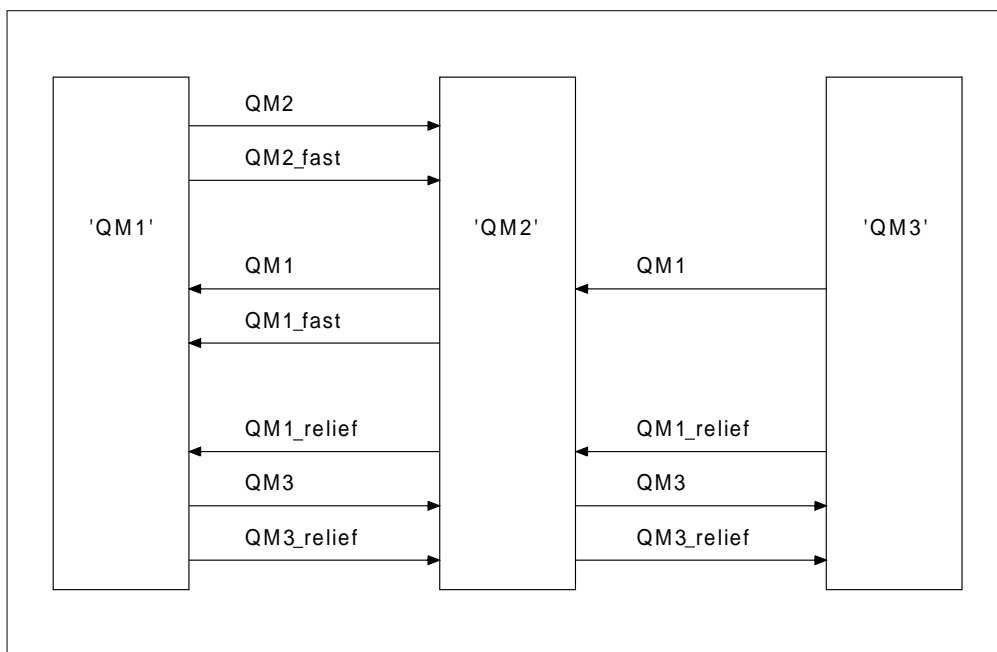 QM2
QM2_fast
'QM1' 'QM2' 'QM3'
QM1 QM1
QM1_fast
QM1_relief QM1_relief
QM3 QM3
QM3_relief QM3_relief